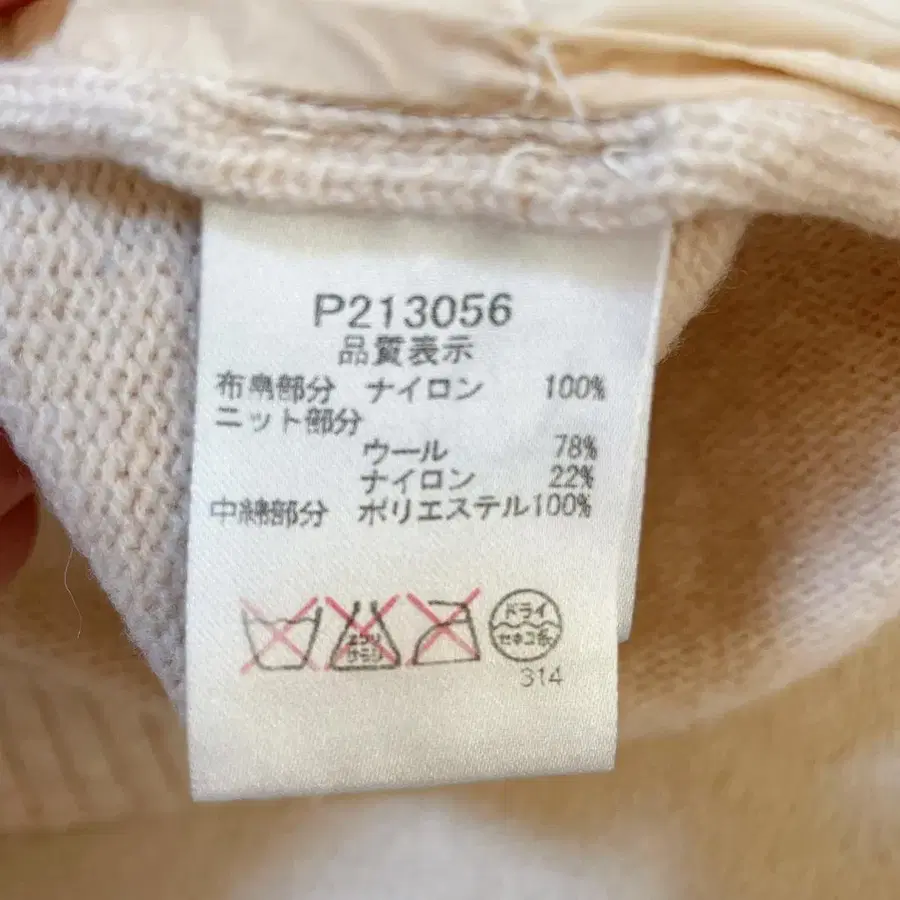 P213056
品質表示
布帛部分 ナイロン 100%
ニット部分
ウール 78%
ナイロン 22%
中綿部分 ポリエステル100%
エンソ サラシ
ドライ
セキユ系
314